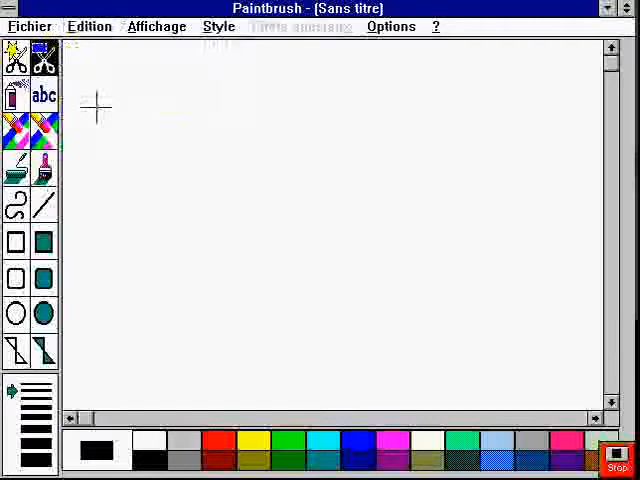 Paintbrush - (Sans titre)
Fichier Edition Affichage Style Options ?
abc
Stop